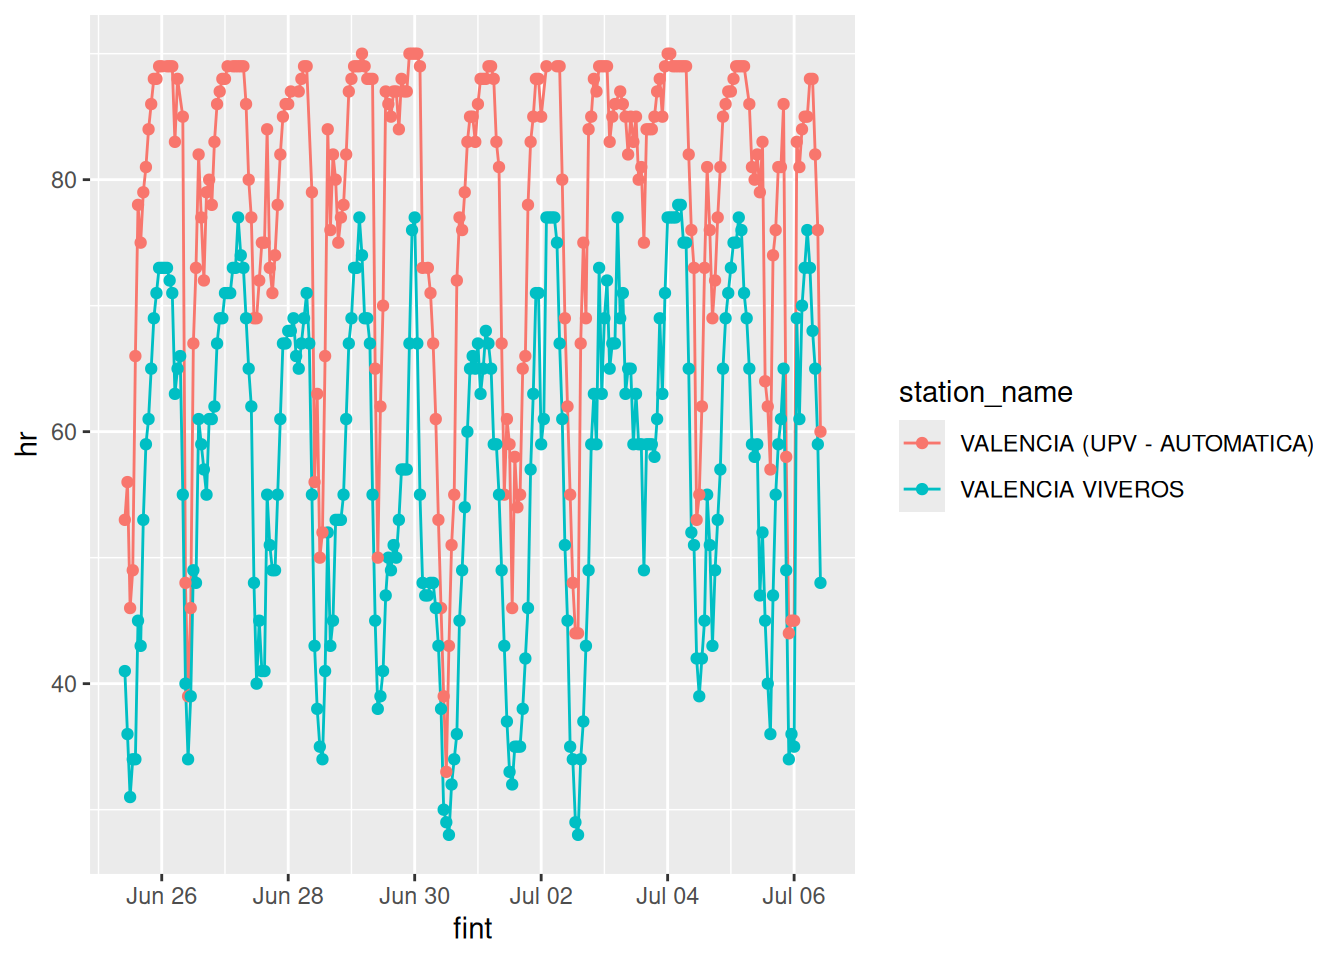 80
60
40
hr
Jun 26
Jun 28
Jun 30
Jul 02
Jul 04
Jul 06
fint
station_name
VALENCIA (UPV - AUTOMATICA)
VALENCIA VIVEROS